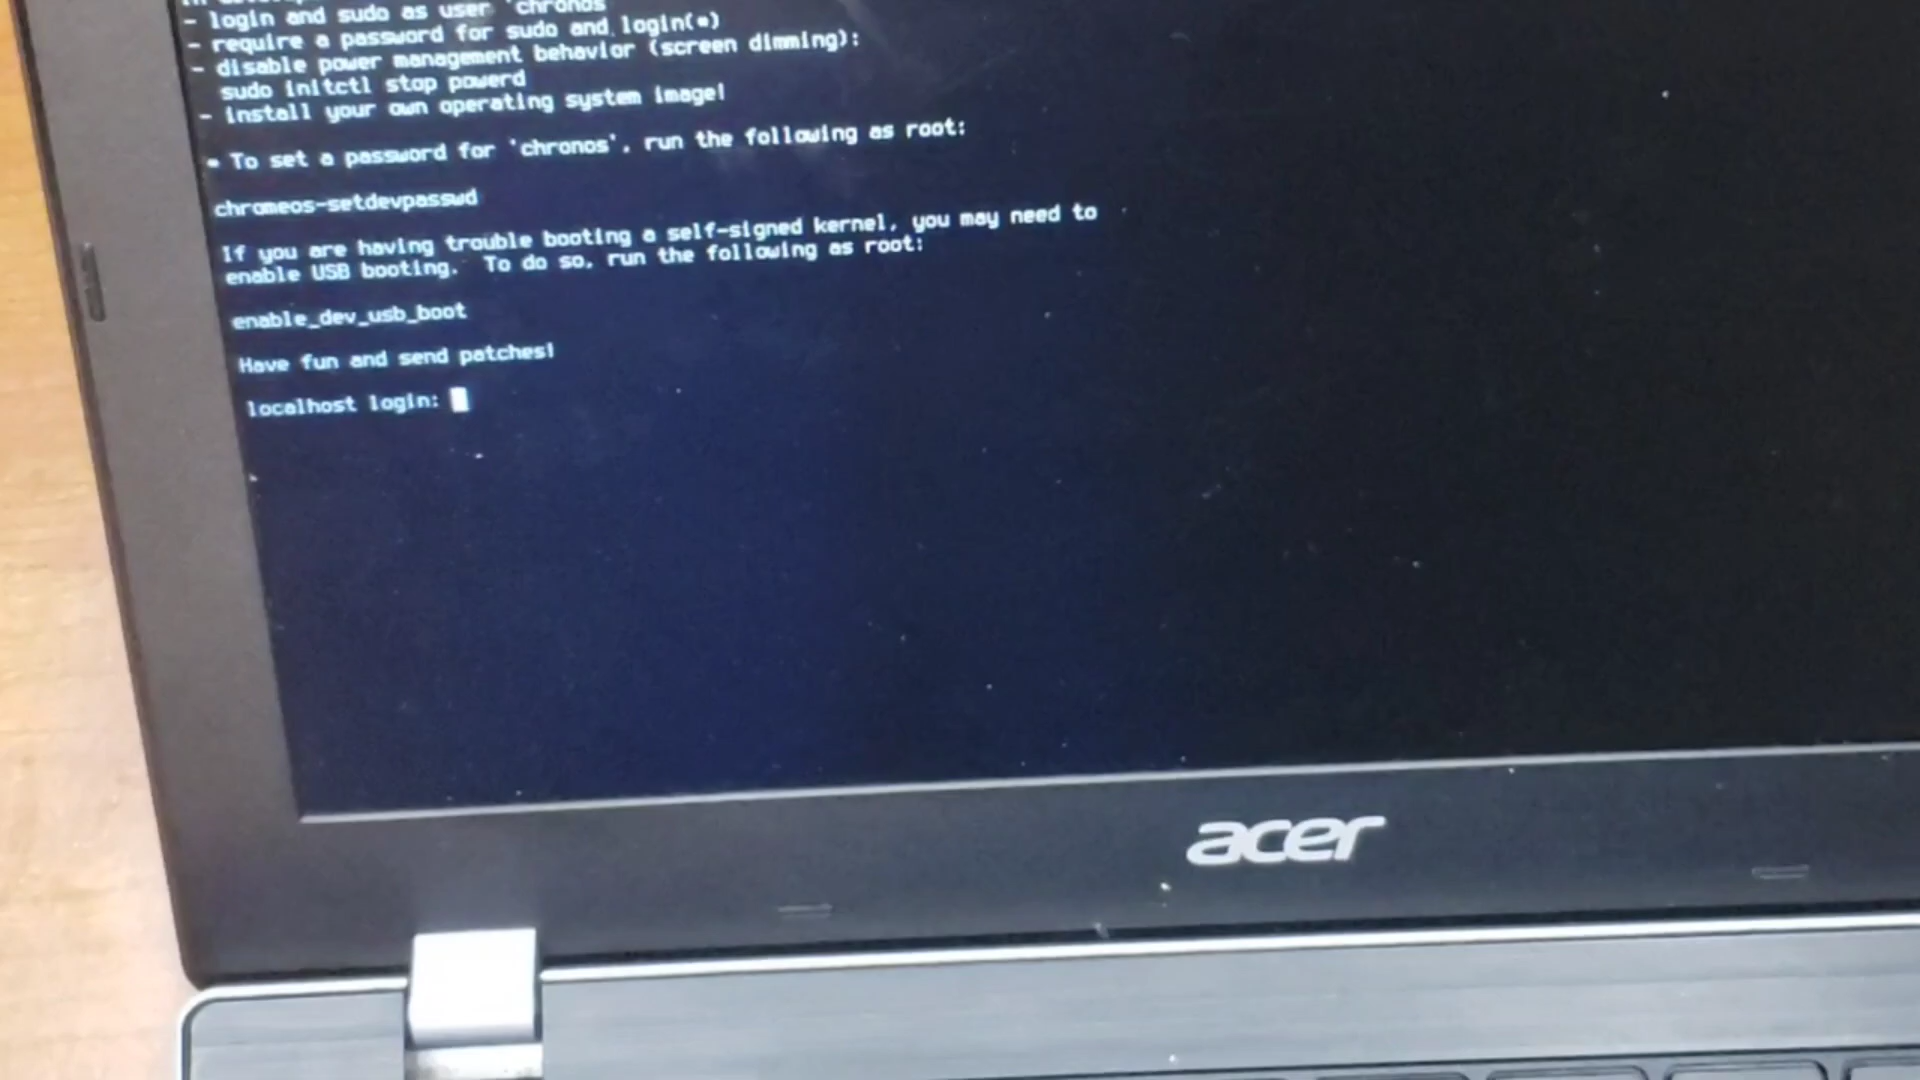 - login and sudo as user 'chronos'
- require a password for sudo and login(*)
- disable power management behavior (screen dimming):
sudo initctl stop powerd
- install your own operating system image!
* To set a password for 'chronos', run the following as root:
chromeos-setdevpasswd
If you are having trouble booting a self-signed kernel, you may need to
enable USB booting. To do so, run the following as root:
enable_dev_usb_boot
Have fun and send patches!
localhost login:
acer